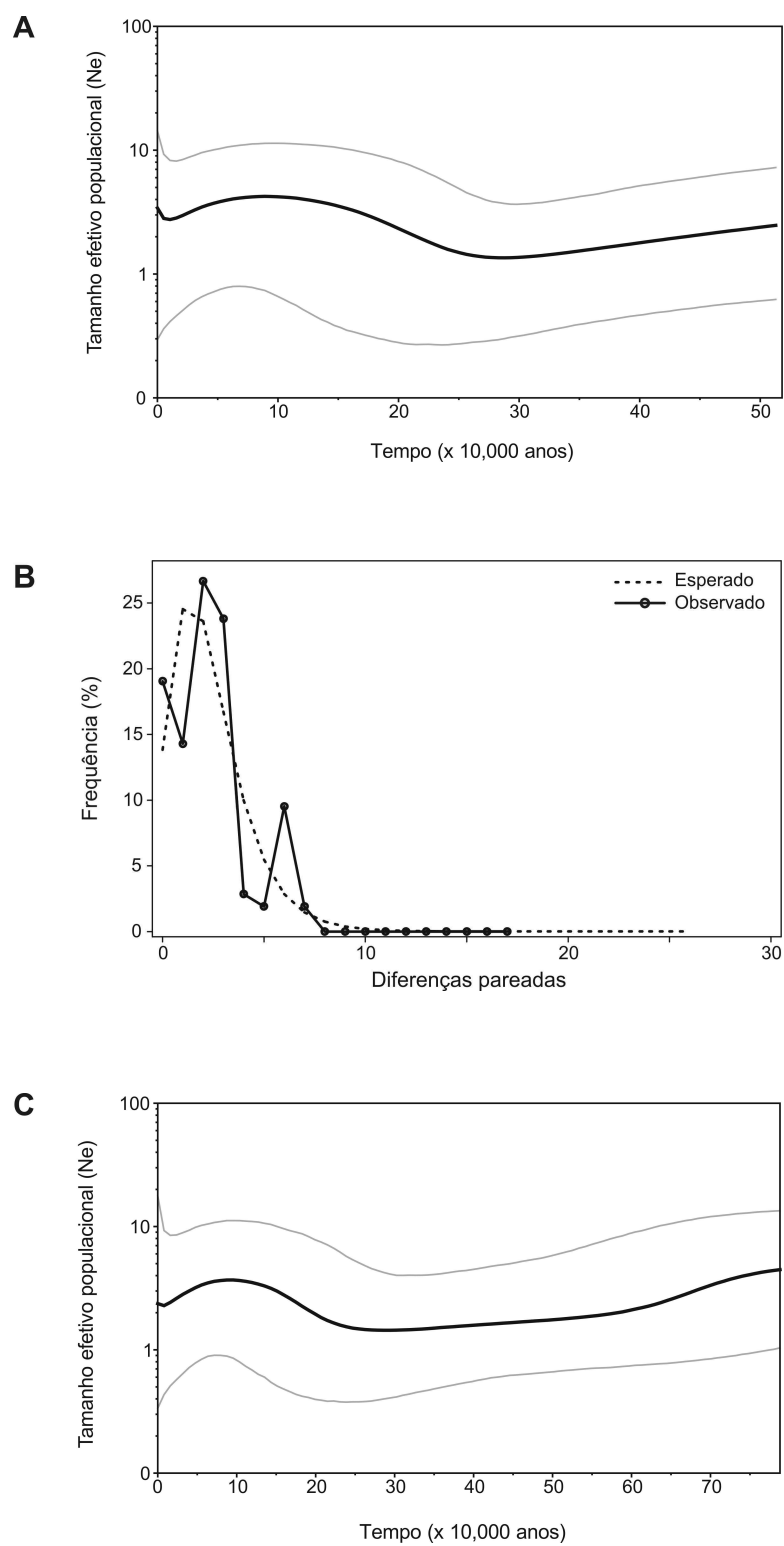 A
Tamanho efetivo populacional (Ne)
100
10
1
0
0 10 20 30 40 50
Tempo (x 10,000 anos)
B
Frequência (%)
25
20
15
10
5
0
Esperado
Observado
0 10 20 30
Diferenças pareadas
C
Tamanho efetivo populacional (Ne)
100
10
1
0
0 10 20 30 40 50 60 70
Tempo (x 10,000 anos)